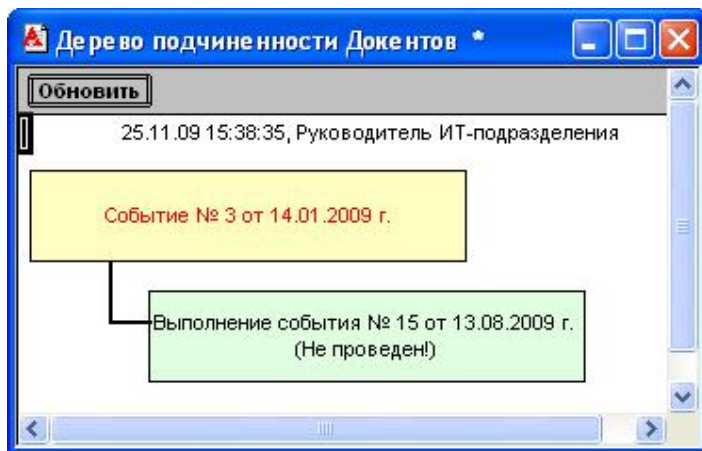 Дерево подчиненности Докентов *
Обновить
25.11.09 15:38:35, Руководитель ИТ-подразделения
Событие № 3 от 14.01.2009 г.
Выполнение события № 15 от 13.08.2009 г.
(Не проведен!)